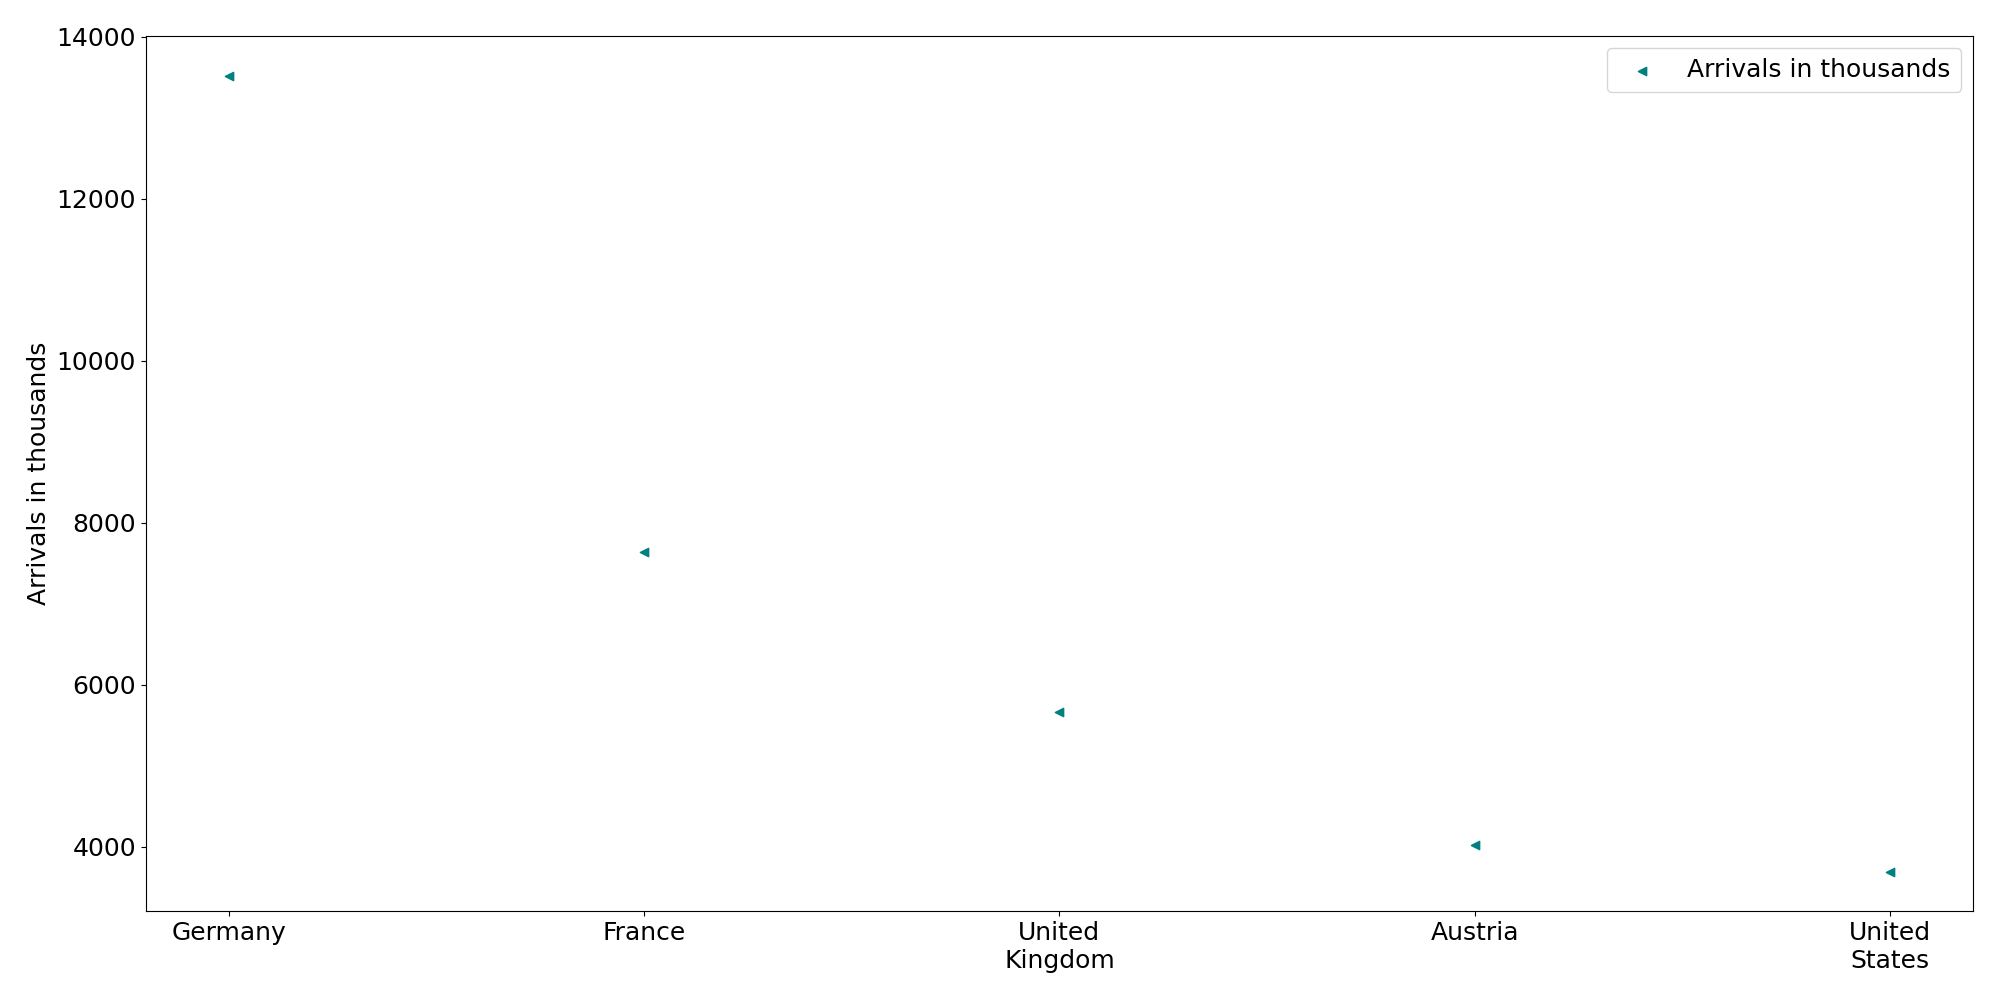 14000
12000
10000
8000
6000
4000
Arrivals in thousands
Arrivals in thousands
Germany
France
United
Kingdom
Austria
United
States